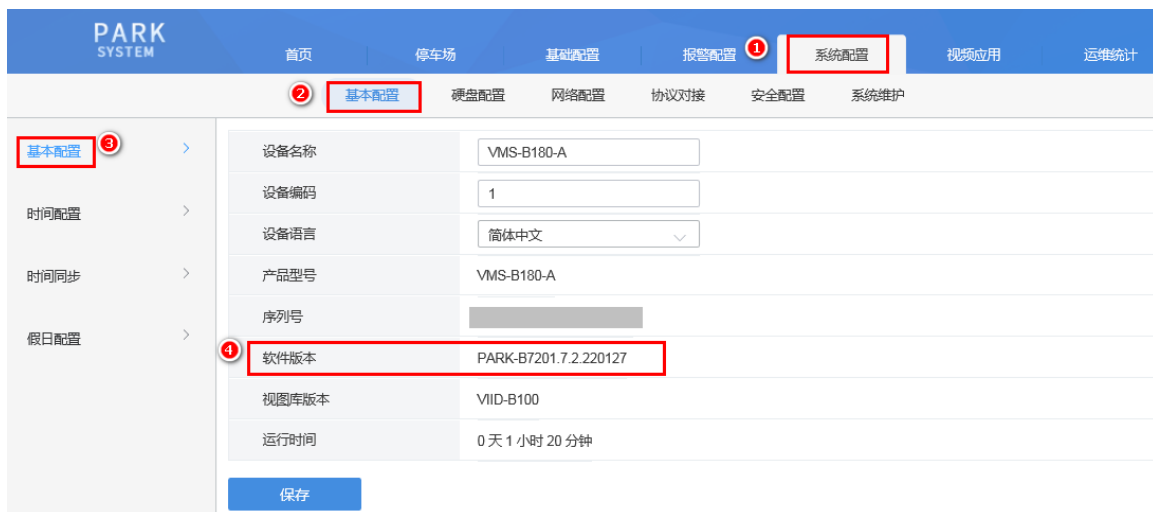 PARK
SYSTEM
首页 停车场 基础配置 报警配置 1 系统配置 视频应用 运维统计
2 基本配置 硬盘配置 网络配置 协议对接 安全配置 系统维护
基本配置 3
时间配置
时间同步
假日配置
设备名称 VMS-B180-A
设备编码 1
设备语言 简体中文
产品型号 VMS-B180-A
序列号
4 软件版本 PARK-B7201.7.2.220127
视图库版本 VIID-B100
运行时间 0 天 1 小时 20 分钟
保存